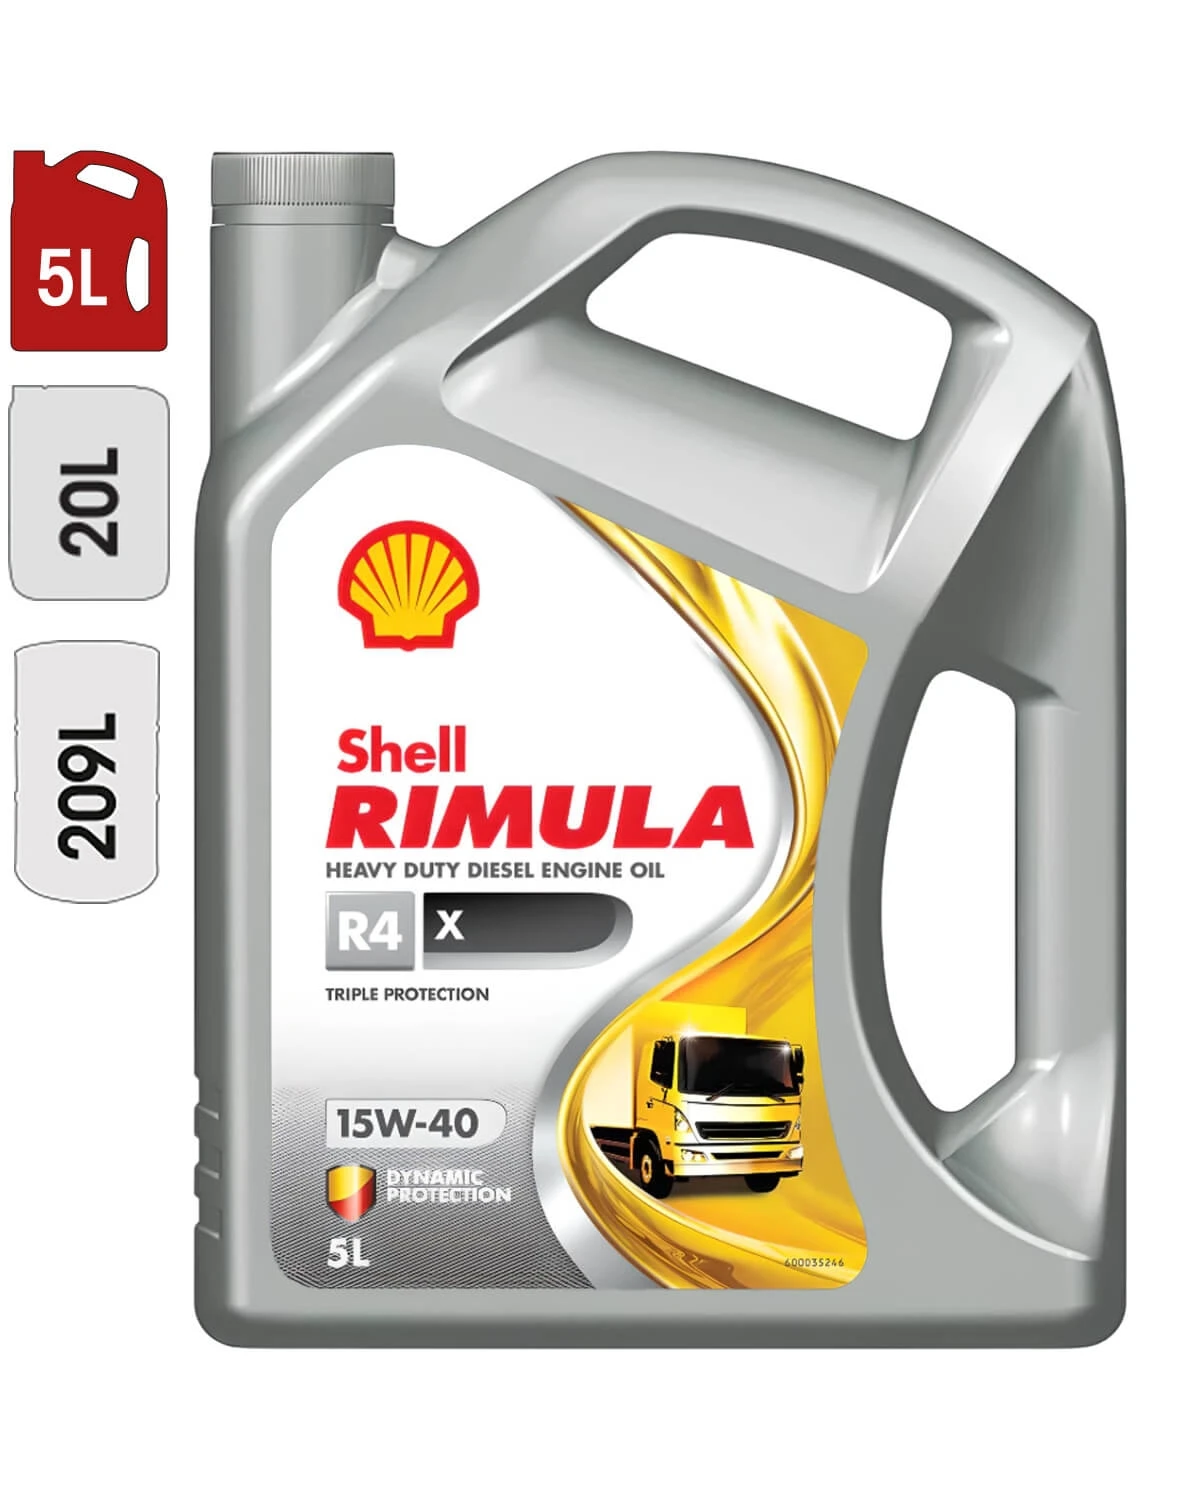 5L
20L
209L
Shell
RIMULA
HEAVY DUTY DIESEL ENGINE OIL
R4 X
TRIPLE PROTECTION
15W-40
DYNAMIC
PROTECTION
5L
600035246